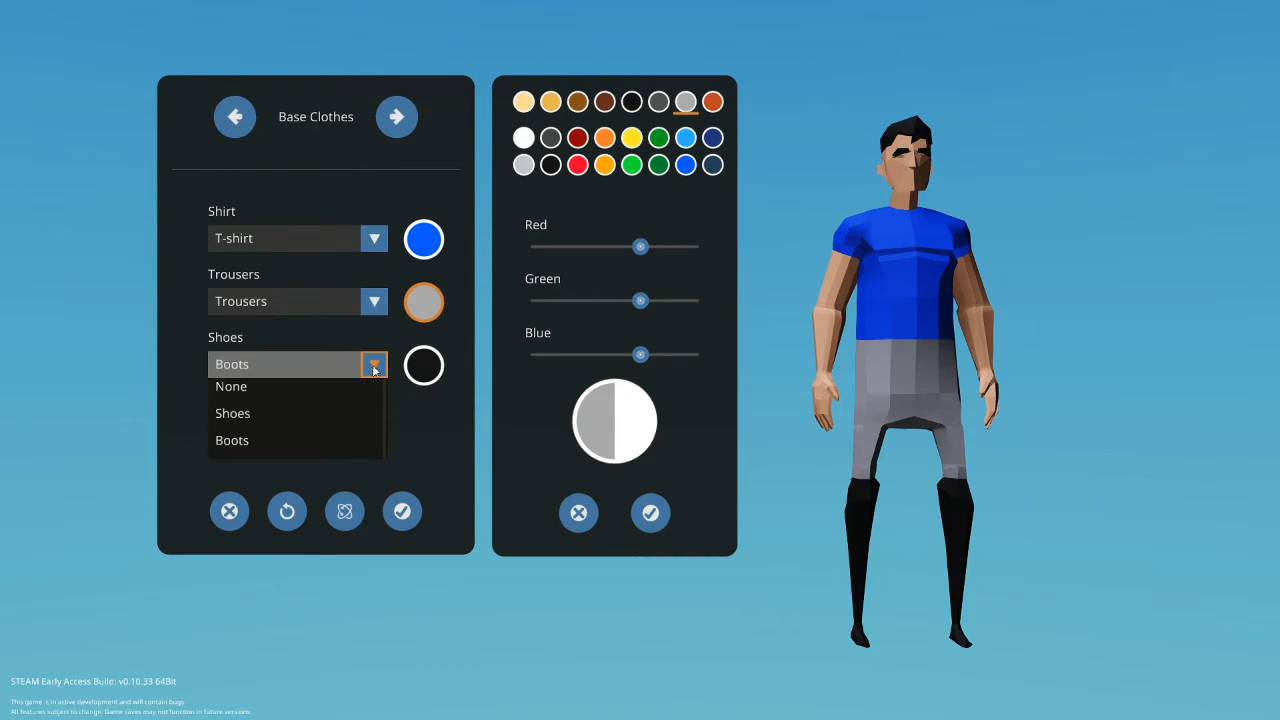 Base Clothes
Shirt
T-shirt
Trousers
Trousers
Shoes
Boots
None
Shoes
Boots
Red
Green
Blue
STEAM Early Access Build: v0.10.33 64Bit
This game is in active development and will contain bugs
All features subject to change. Game saves may not function in future versions